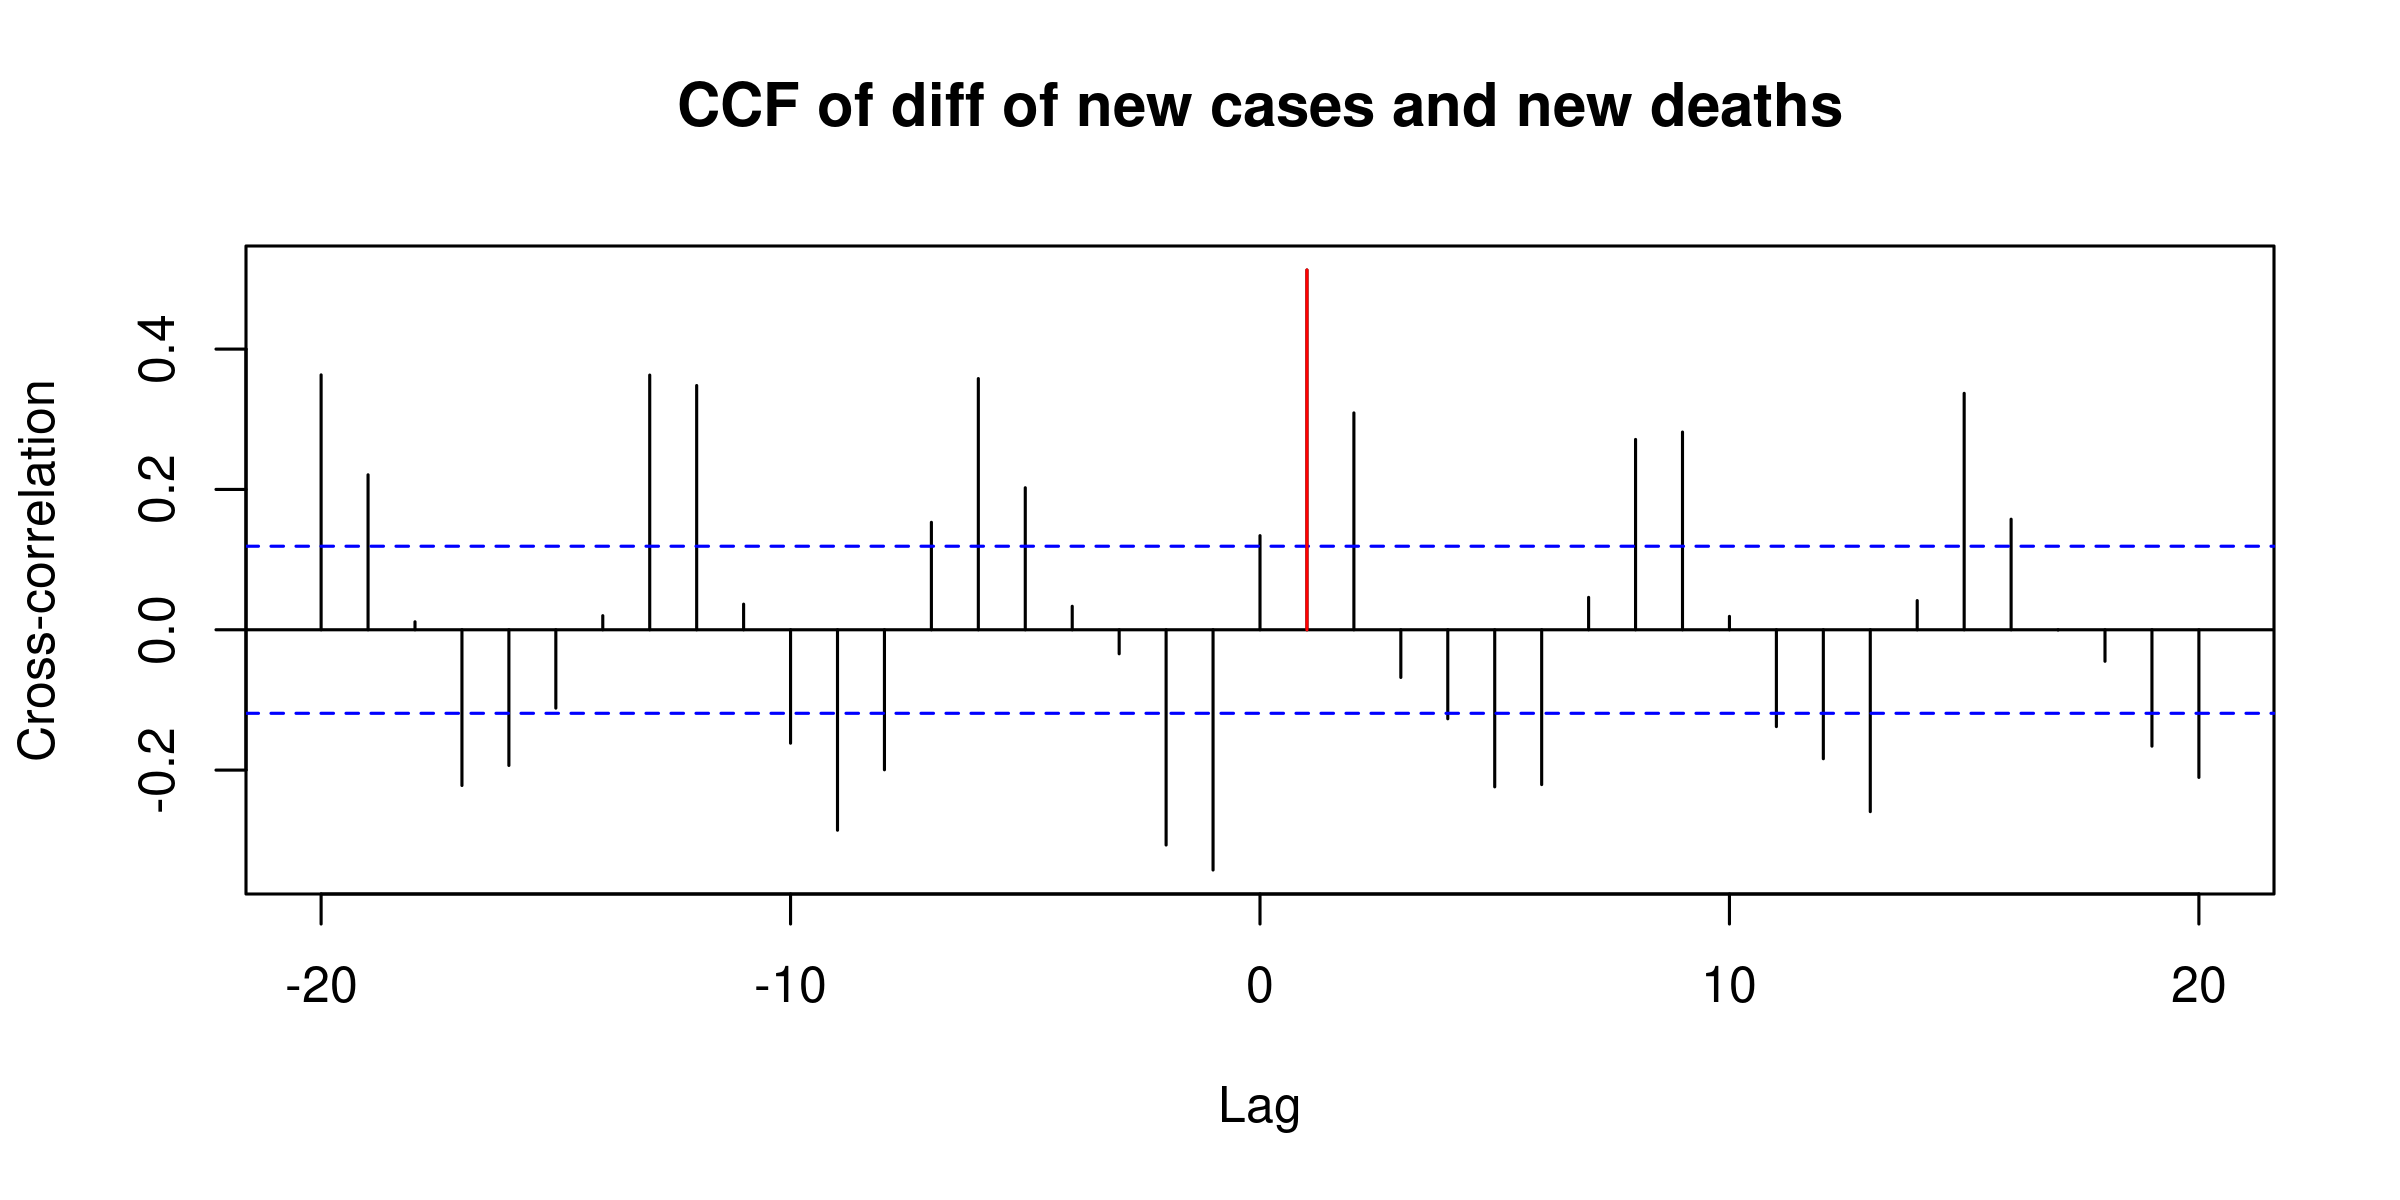 CCF of diff of new cases and new deaths
Cross-correlation
0.4
0.2
0.0
-0.2
-20 -10 0 10 20
Lag